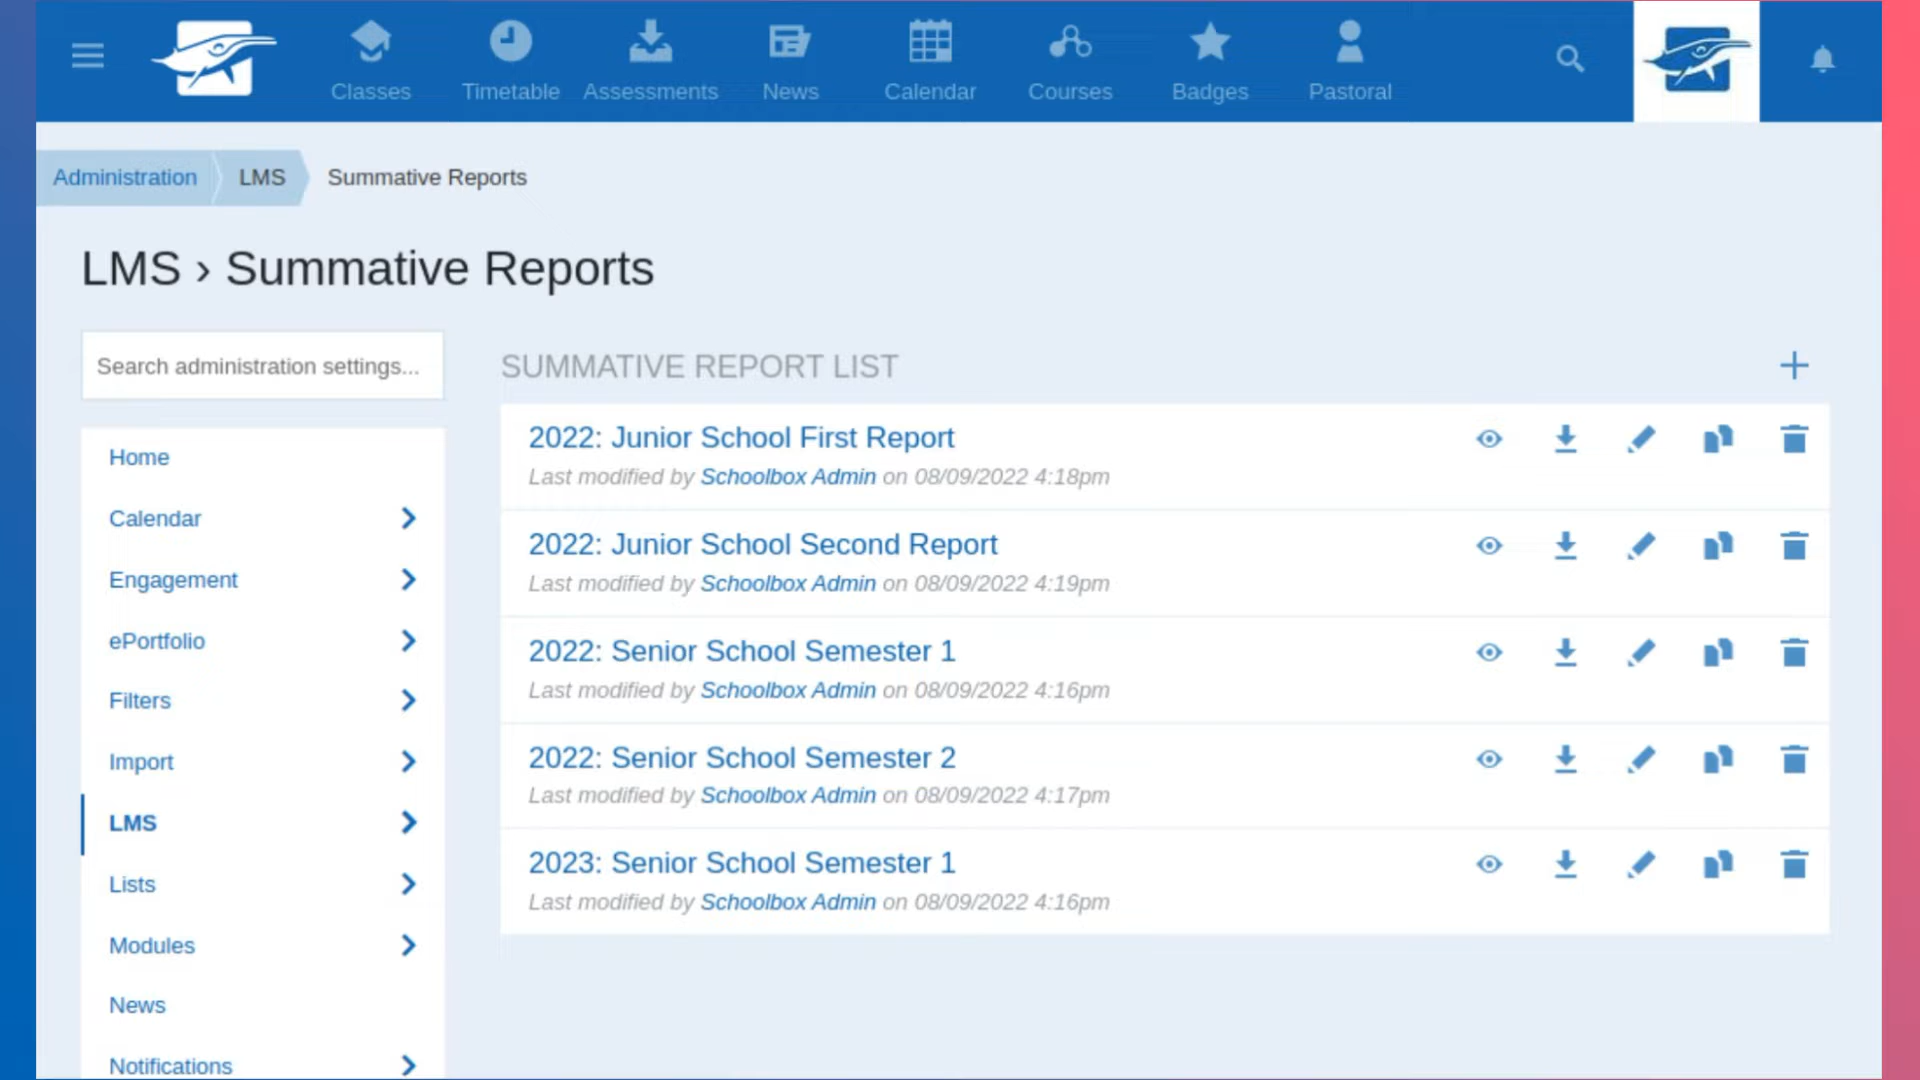 Classes
Timetable
Assessments
News
Calendar
Courses
Badges
Pastoral
Administration
LMS
Summative Reports
LMS › Summative Reports
Search administration settings...
Home
Calendar
Engagement
ePortfolio
Filters
Import
LMS
Lists
Modules
News
Notifications
SUMMATIVE REPORT LIST
2022: Junior School First Report
Last modified by Schoolbox Admin on 08/09/2022 4:18pm
2022: Junior School Second Report
Last modified by Schoolbox Admin on 08/09/2022 4:19pm
2022: Senior School Semester 1
Last modified by Schoolbox Admin on 08/09/2022 4:16pm
2022: Senior School Semester 2
Last modified by Schoolbox Admin on 08/09/2022 4:17pm
2023: Senior School Semester 1
Last modified by Schoolbox Admin on 08/09/2022 4:16pm